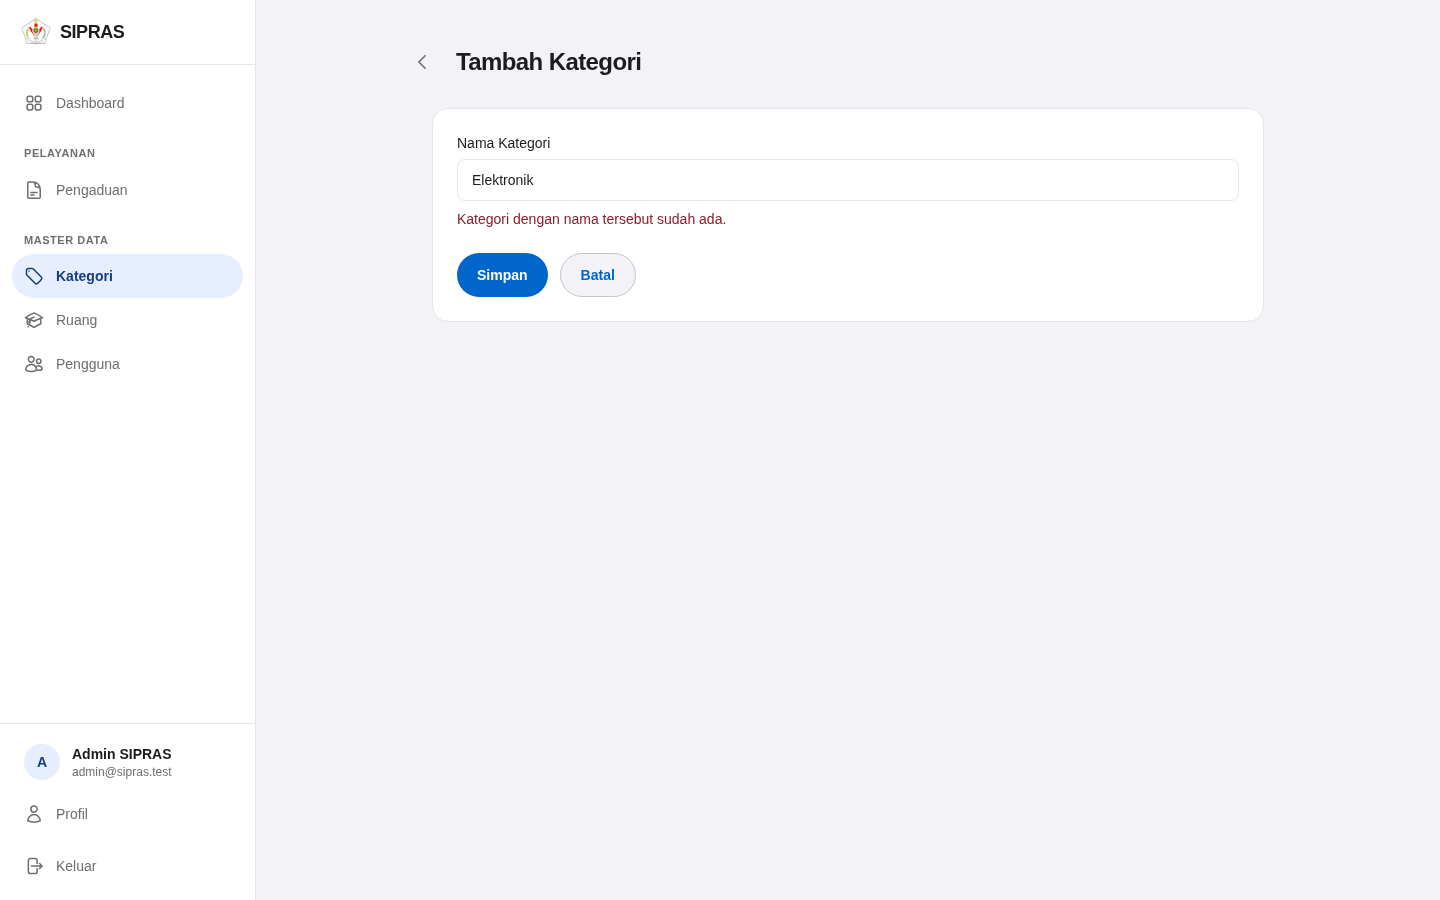 SIPRAS
Dashboard
PELAYANAN
Pengaduan
MASTER DATA
Kategori
Ruang
Pengguna
A
Admin SIPRAS
admin@sipras.test
Profil
Keluar
Tambah Kategori
Nama Kategori
Elektronik
Kategori dengan nama tersebut sudah ada.
Simpan
Batal